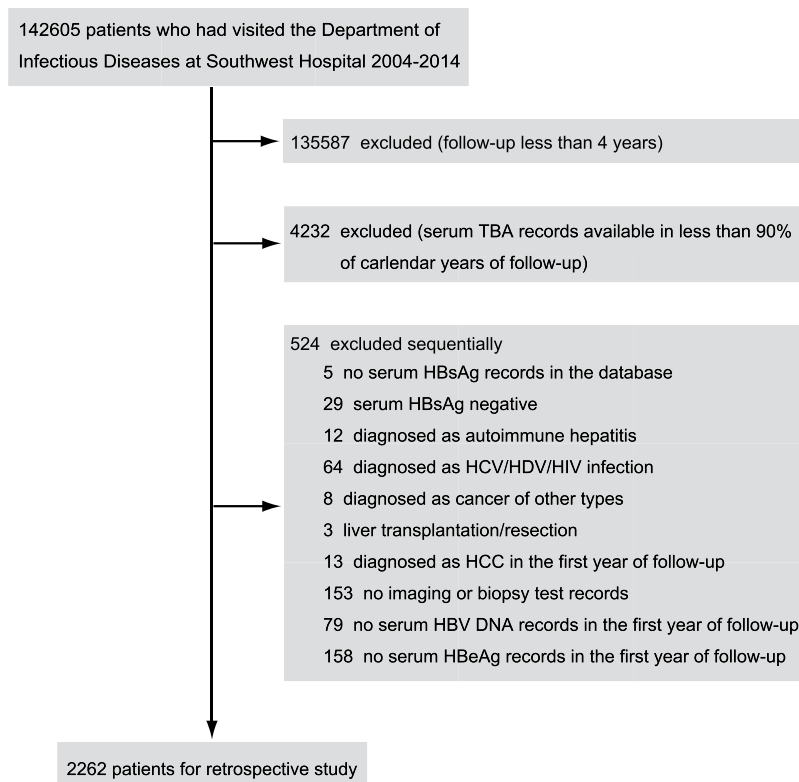 142605 patients who had visited the Department of
Infectious Diseases at Southwest Hospital 2004-2014
135587 excluded (follow-up less than 4 years)
4232 excluded (serum TBA records available in less than 90%
of carlendar years of follow-up)
524 excluded sequentially
5 no serum HBsAg records in the database
29 serum HBsAg negative
12 diagnosed as autoimmune hepatitis
64 diagnosed as HCV/HDV/HIV infection
8 diagnosed as cancer of other types
3 liver transplantation/resection
13 diagnosed as HCC in the first year of follow-up
153 no imaging or biopsy test records
79 no serum HBV DNA records in the first year of follow-up
158 no serum HBeAg records in the first year of follow-up
2262 patients for retrospective study